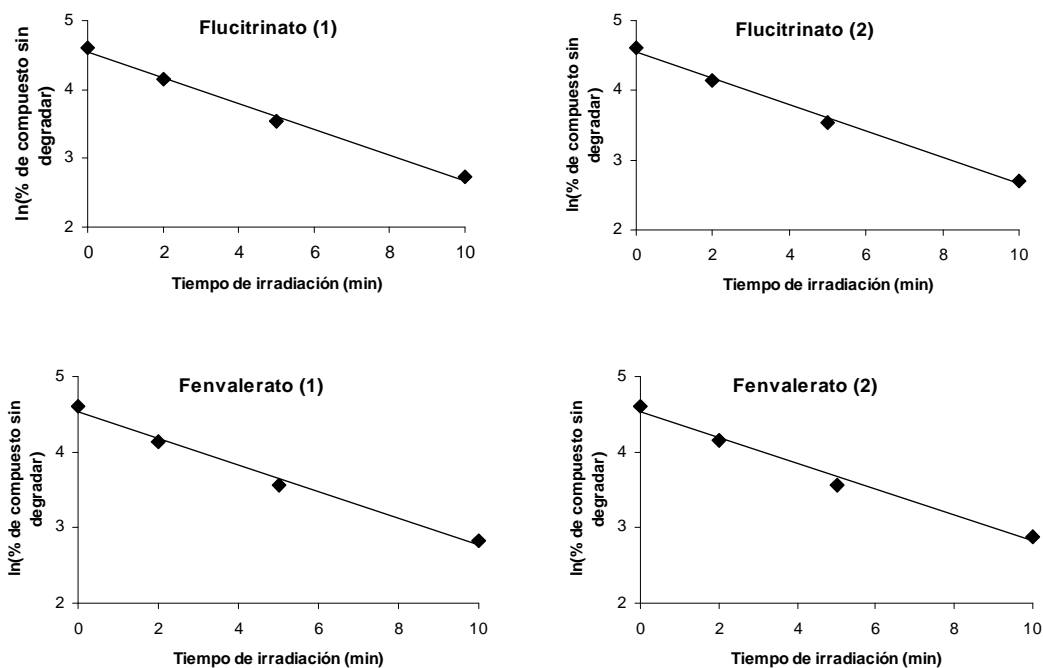 Flucitrinato (1)
5
4
3
2
0 2 4 6 8 10
ln(% de compuesto sin
degradar)
Tiempo de irradiación (min)
Flucitrinato (2)
5
4
3
2
0 2 4 6 8 10
ln(% de compuesto sin
degradar)
Tiempo de irradiación (min)
Fenvalerato (1)
5
4
3
2
0 2 4 6 8 10
ln(% de compuesto sin
degradar)
Tiempo de irradiación (min)
Fenvalerato (2)
5
4
3
2
0 2 4 6 8 10
ln(% de compuesto sin
degradar)
Tiempo de irradiación (min)